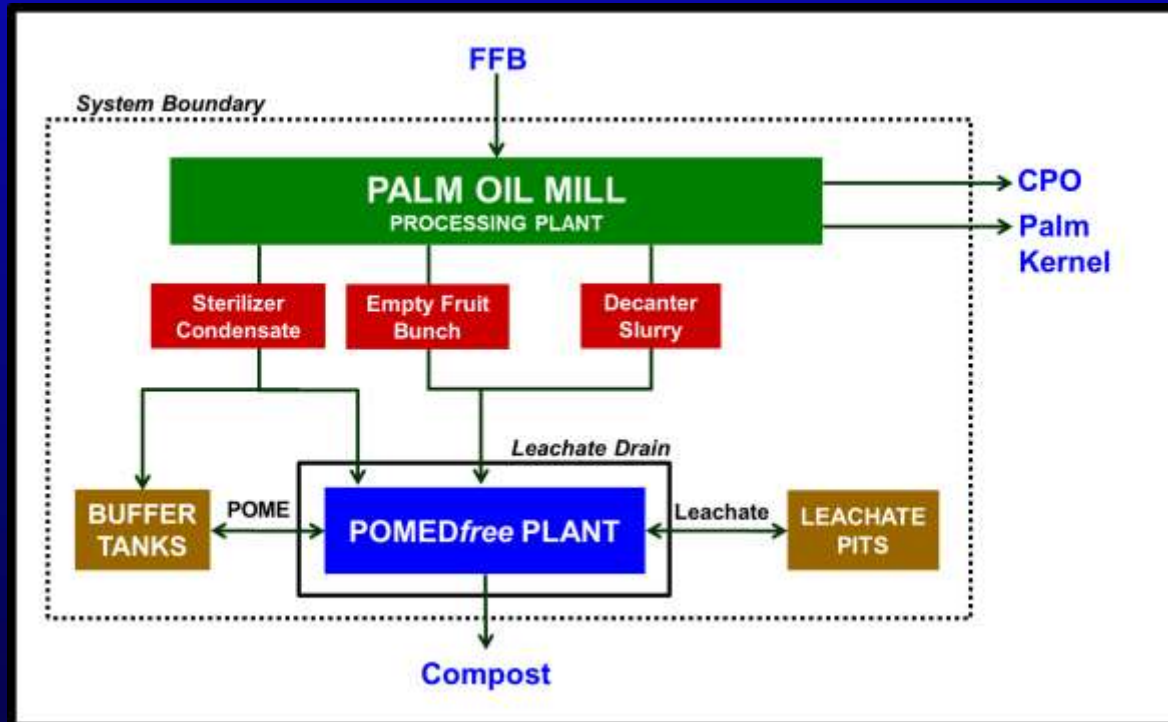 FFB
System Boundary
PALM OIL MILL
PROCESSING PLANT
CPO
Palm
Kernel
Sterilizer
Condensate
Empty Fruit
Bunch
Decanter
Slurry
Leachate Drain
BUFFER
TANKS
POME
POMEDfree PLANT
Leachate
LEACHATE
PITS
Compost